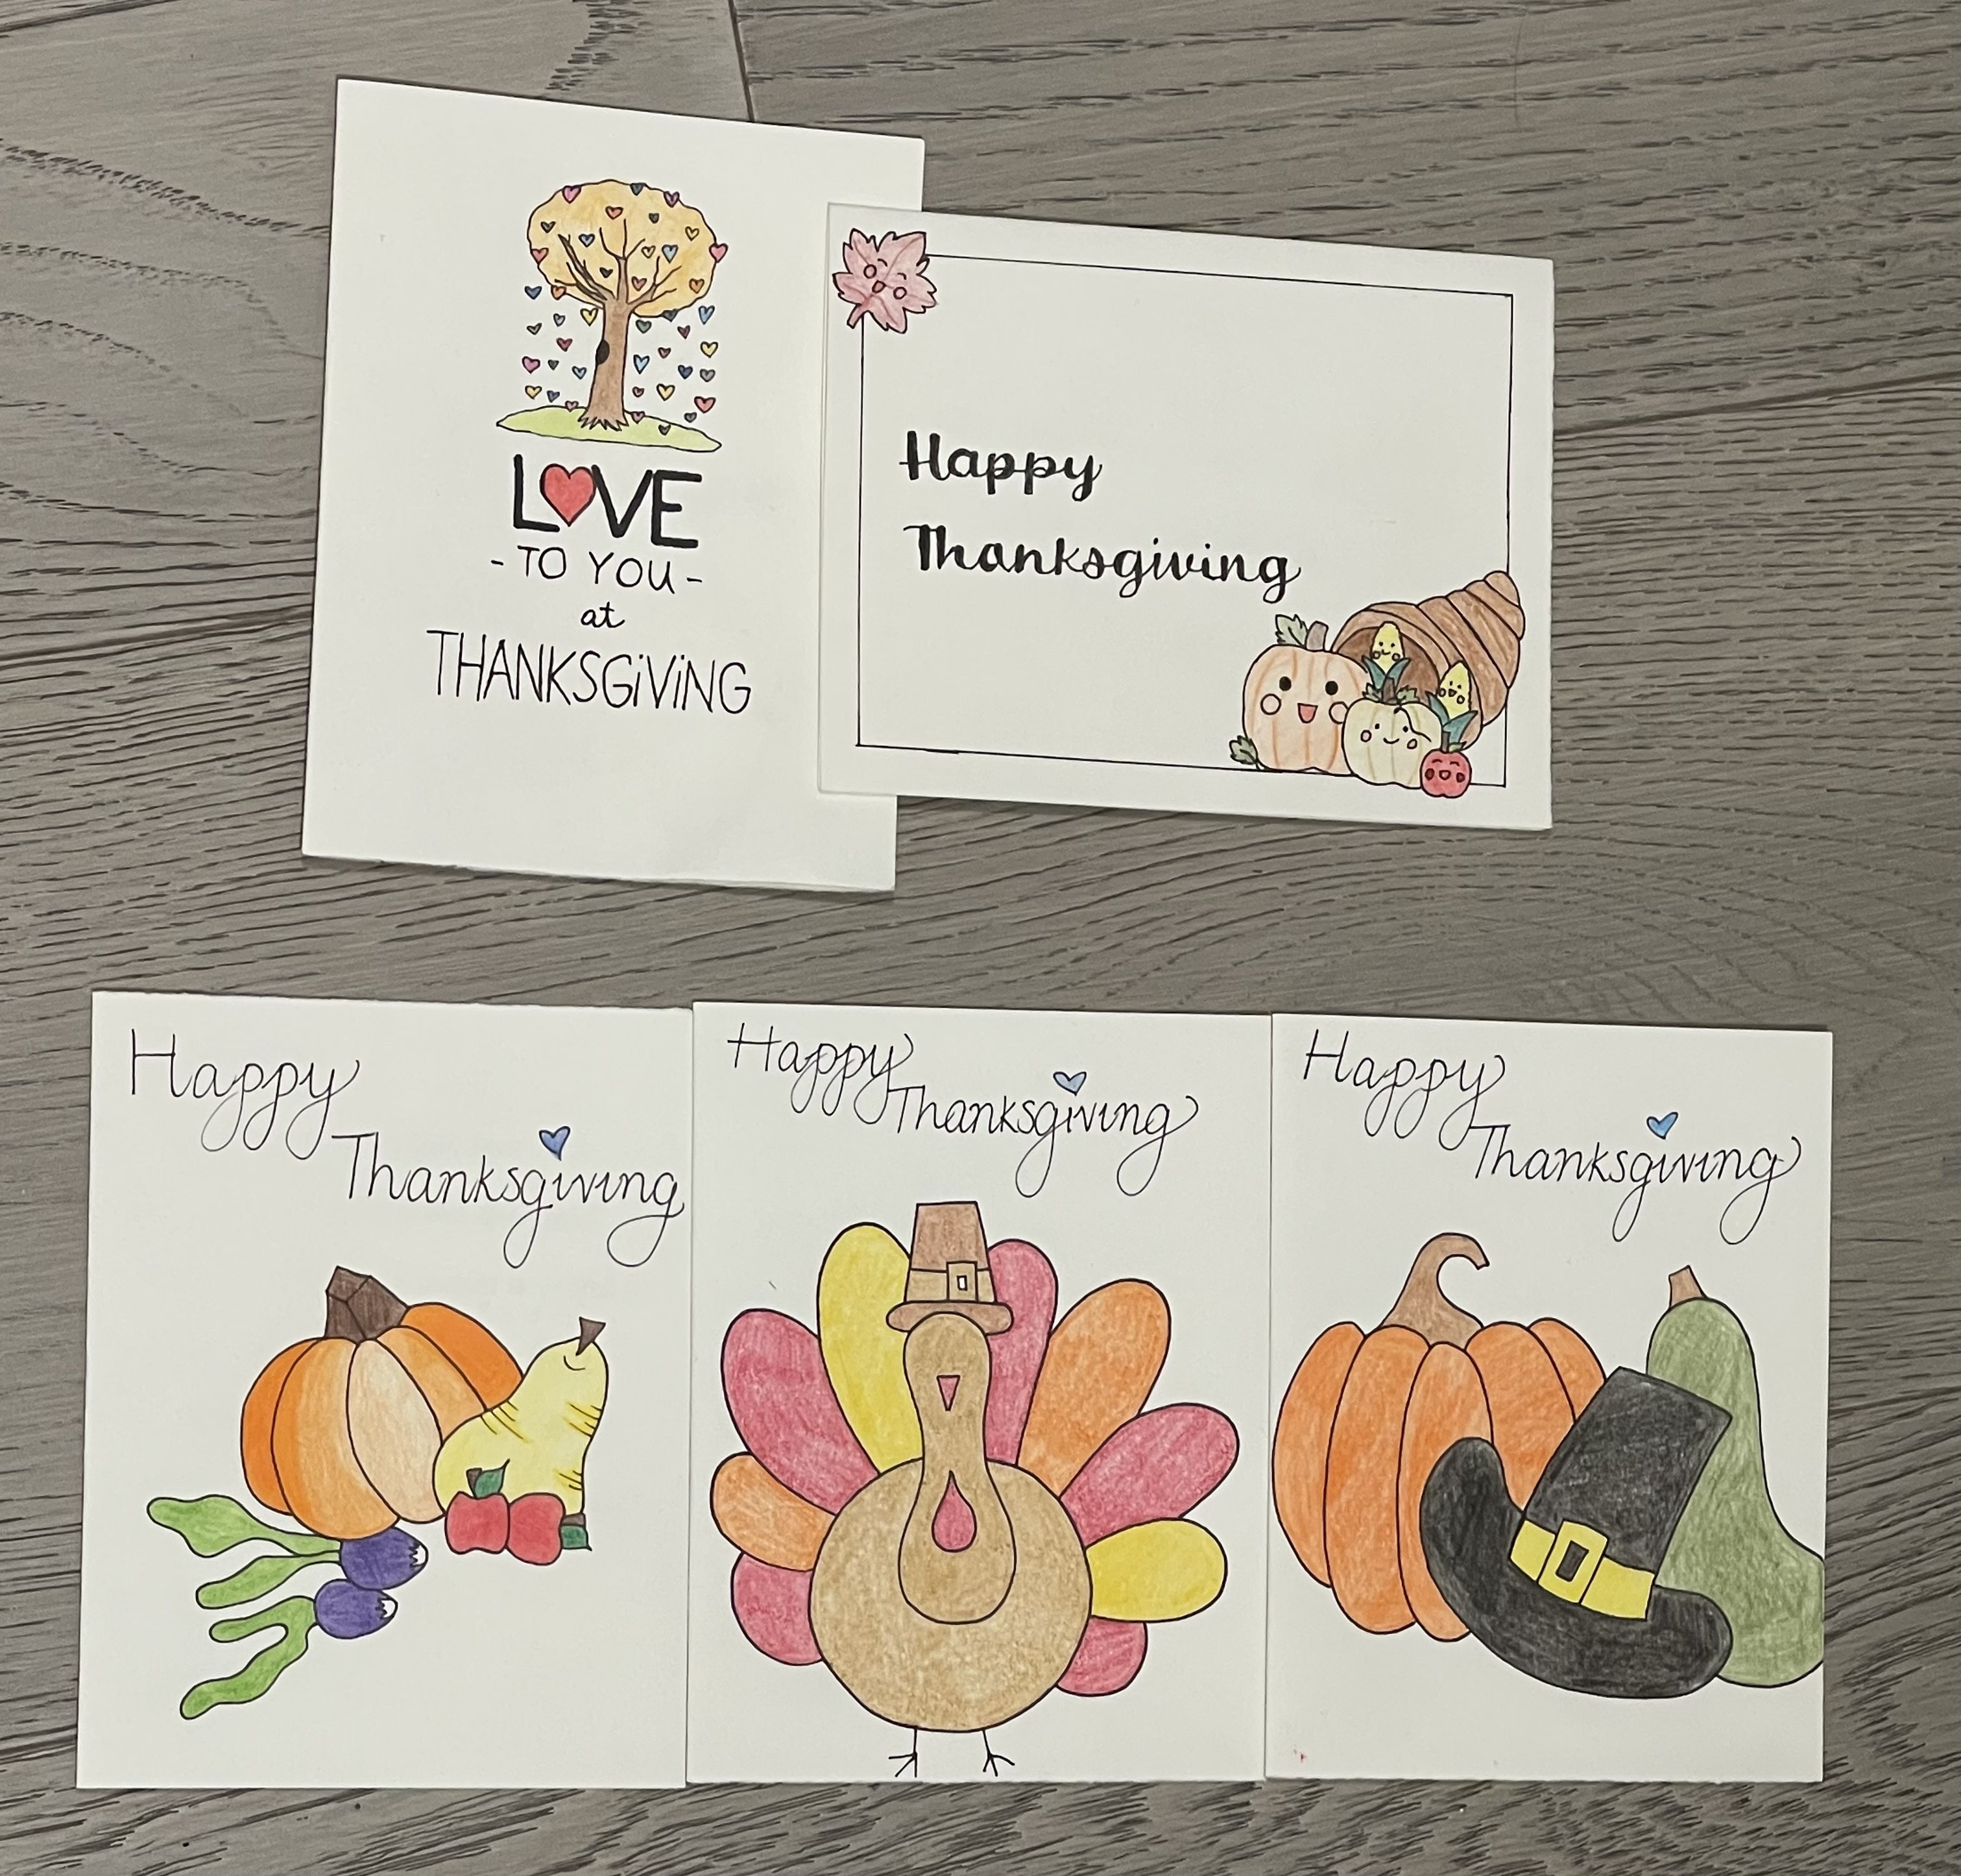 LOVE
- TO YOU -
at
THANKSGiViNG
Happy
Thanksgiving
Happy
Thanksgiving
Happy
Thanksgiving
Happy
Thanksgiving